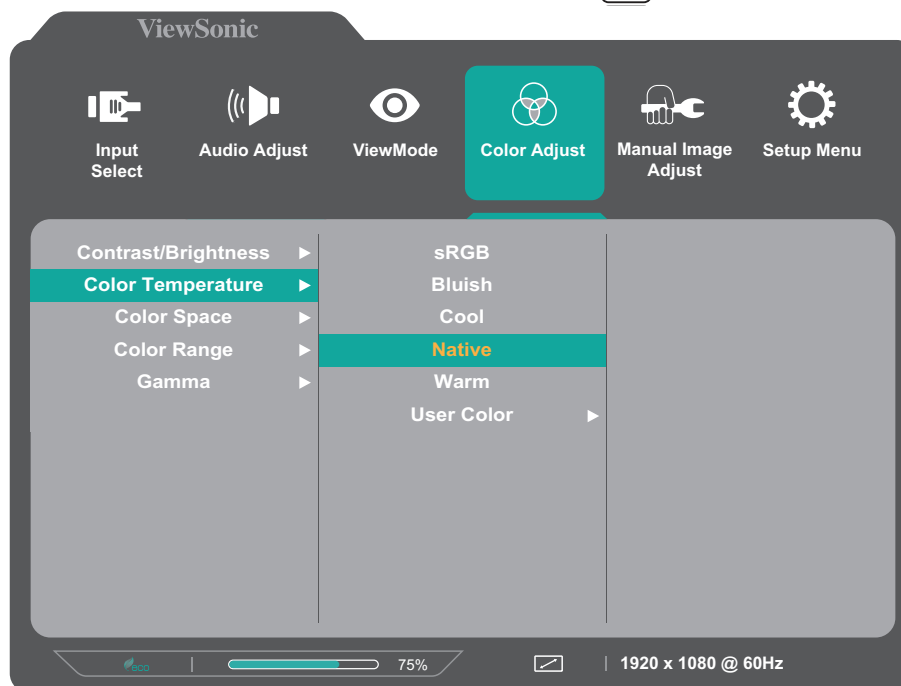 ViewSonic
Input Select
Audio Adjust
ViewMode
Color Adjust
Manual Image Adjust
Setup Menu
Contrast/Brightness
Color Temperature
Color Space
Color Range
Gamma
sRGB
Bluish
Cool
Native
Warm
User Color
eco
75%
1920 x 1080 @ 60Hz